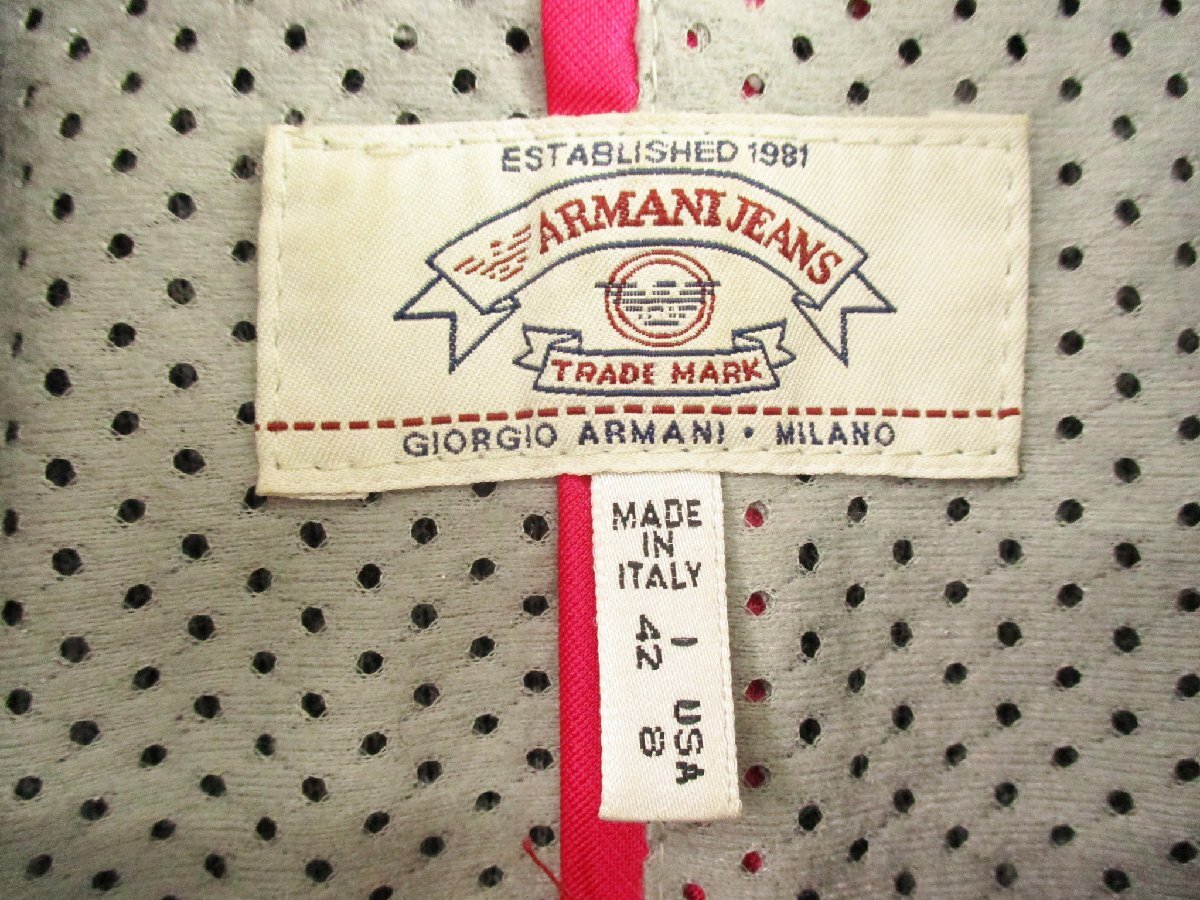 ESTABLISHED 1981
ARMANI JEANS
TRADE MARK
GIORGIO ARMANI • MILANO
MADE
IN
ITALY
I USA
42 8